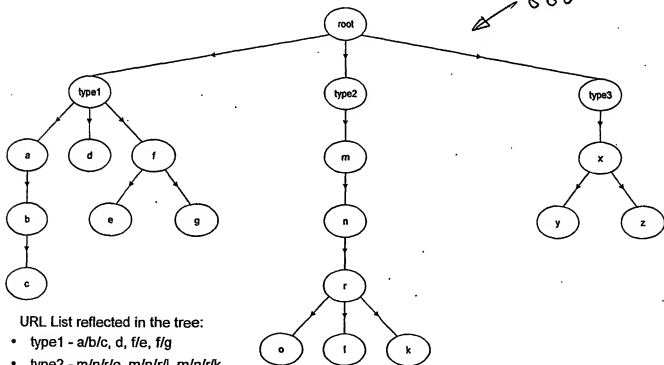 root
type1
type2
type3
a
d
f
m
x
b
e
g
n
y
z
c
r
o
l
k
URL List reflected in the tree:
• type1 - a/b/c, d, f/e, f/g
• type2 - m/n/r/o, m/n/r/l, m/n/r/k